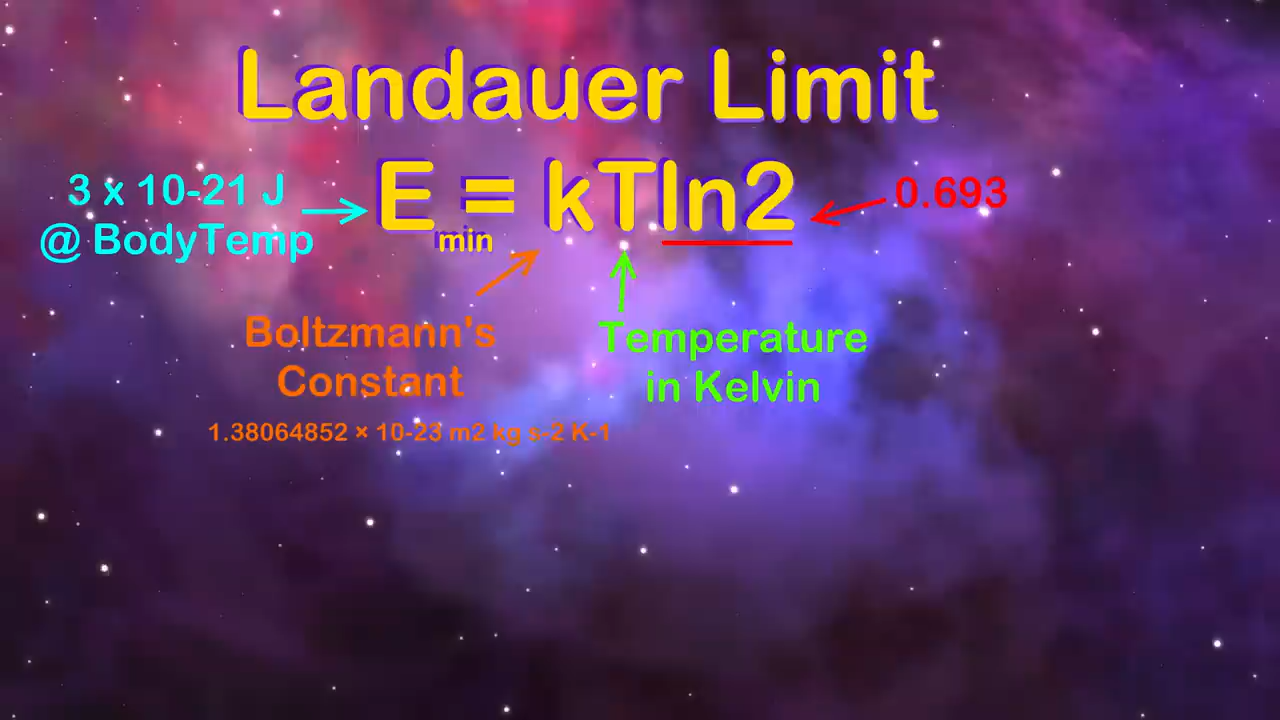 Landauer Limit
3 x 10-21 J
@ BodyTemp
Emin = kTln2
0.693
Boltzmann's
Constant
1.38064852 × 10-23 m2 kg s-2 K-1
Temperature
in Kelvin